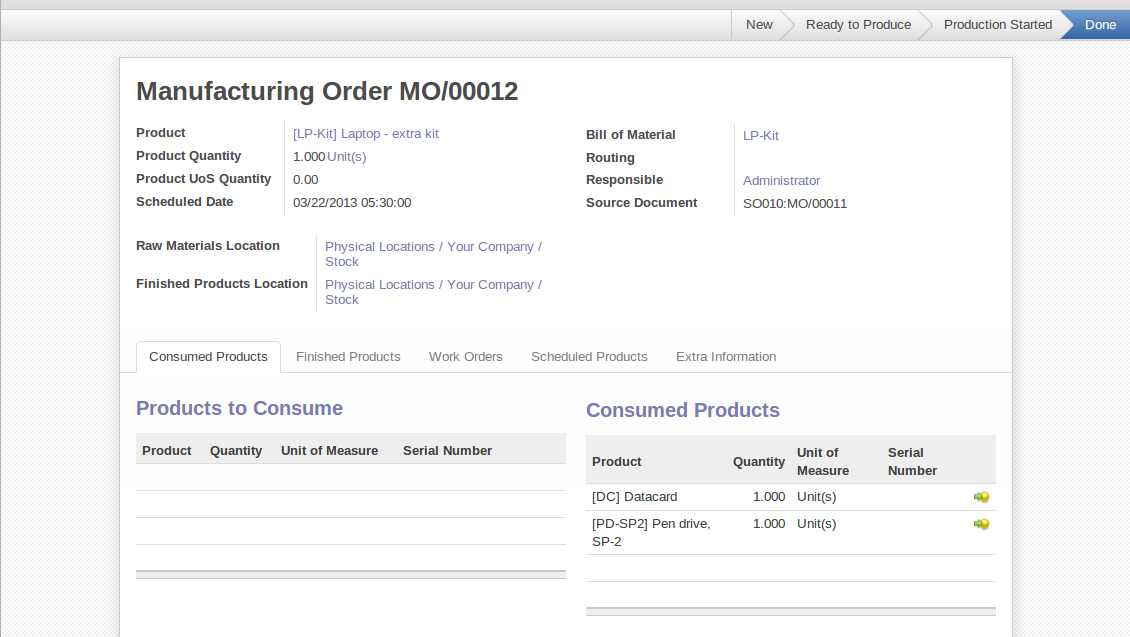 New Ready to Produce Production Started Done
Manufacturing Order MO/00012
Product [LP-Kit] Laptop - extra kit
Product Quantity 1.000 Unit(s)
Product UoS Quantity 0.00
Scheduled Date 03/22/2013 05:30:00
Bill of Material LP-Kit
Routing
Responsible Administrator
Source Document SO010:MO/00011
Raw Materials Location Physical Locations / Your Company /
Stock
Finished Products Location Physical Locations / Your Company /
Stock
Consumed Products Finished Products Work Orders Scheduled Products Extra Information
Products to Consume
Product Quantity Unit of Measure Serial Number
Consumed Products
Product Quantity Unit of Measure Serial Number
[DC] Datacard 1.000 Unit(s)
[PD-SP2] Pen drive, 1.000 Unit(s)
SP-2